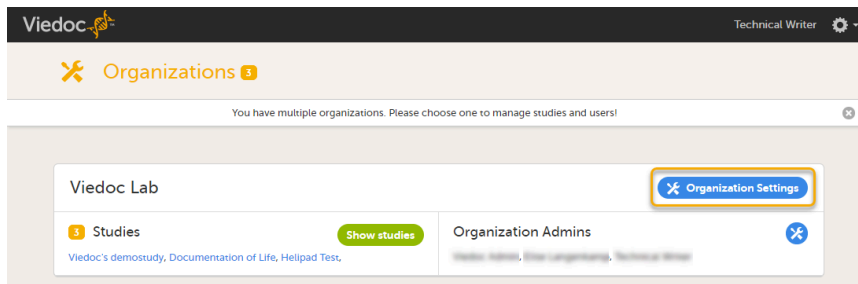 Viedoc
Technical Writer
Organizations 3
You have multiple organizations. Please choose one to manage studies and users!
Viedoc Lab
Organization Settings
3 Studies
Show studies
Organization Admins
Viedoc's demostudy, Documentation of Life, Helipad Test,